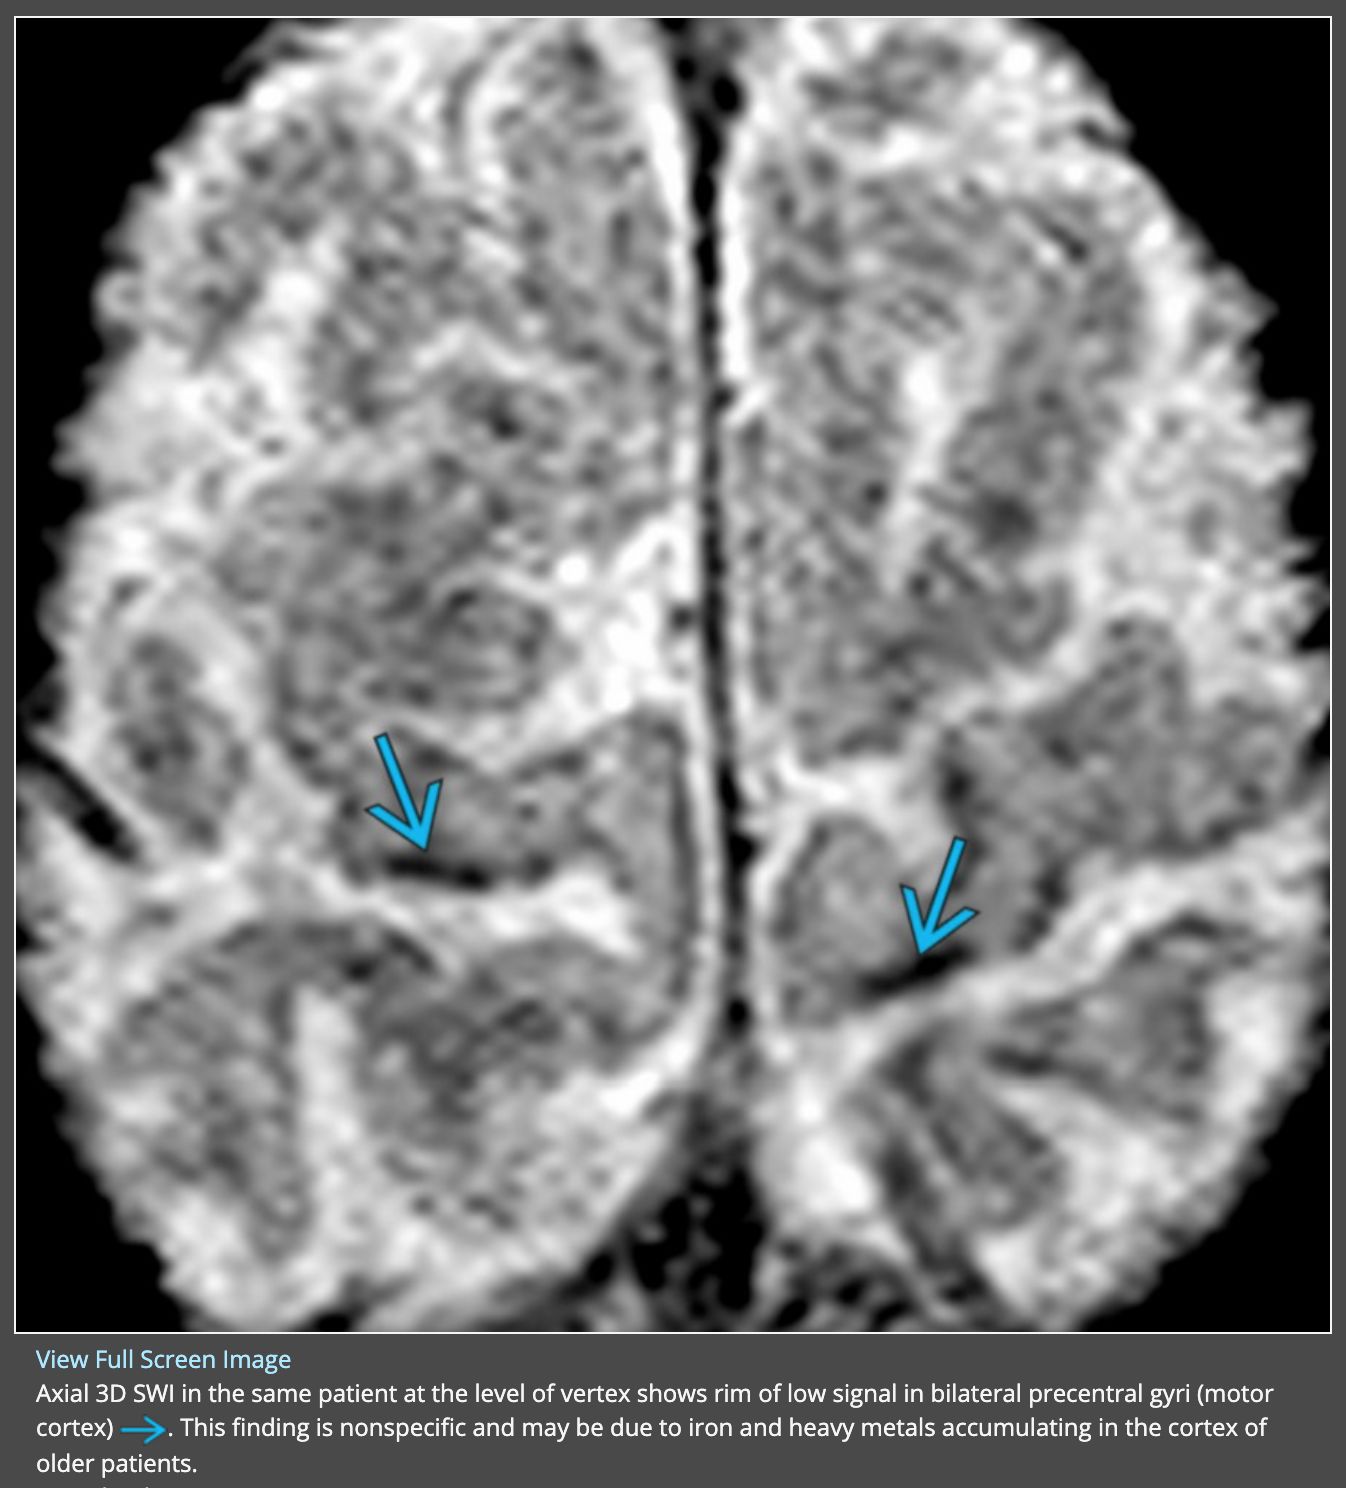 View Full Screen Image
Axial 3D SWI in the same patient at the level of vertex shows rim of low signal in bilateral precentral gyri (motor
cortex) →. This finding is nonspecific and may be due to iron and heavy metals accumulating in the cortex of
older patients.